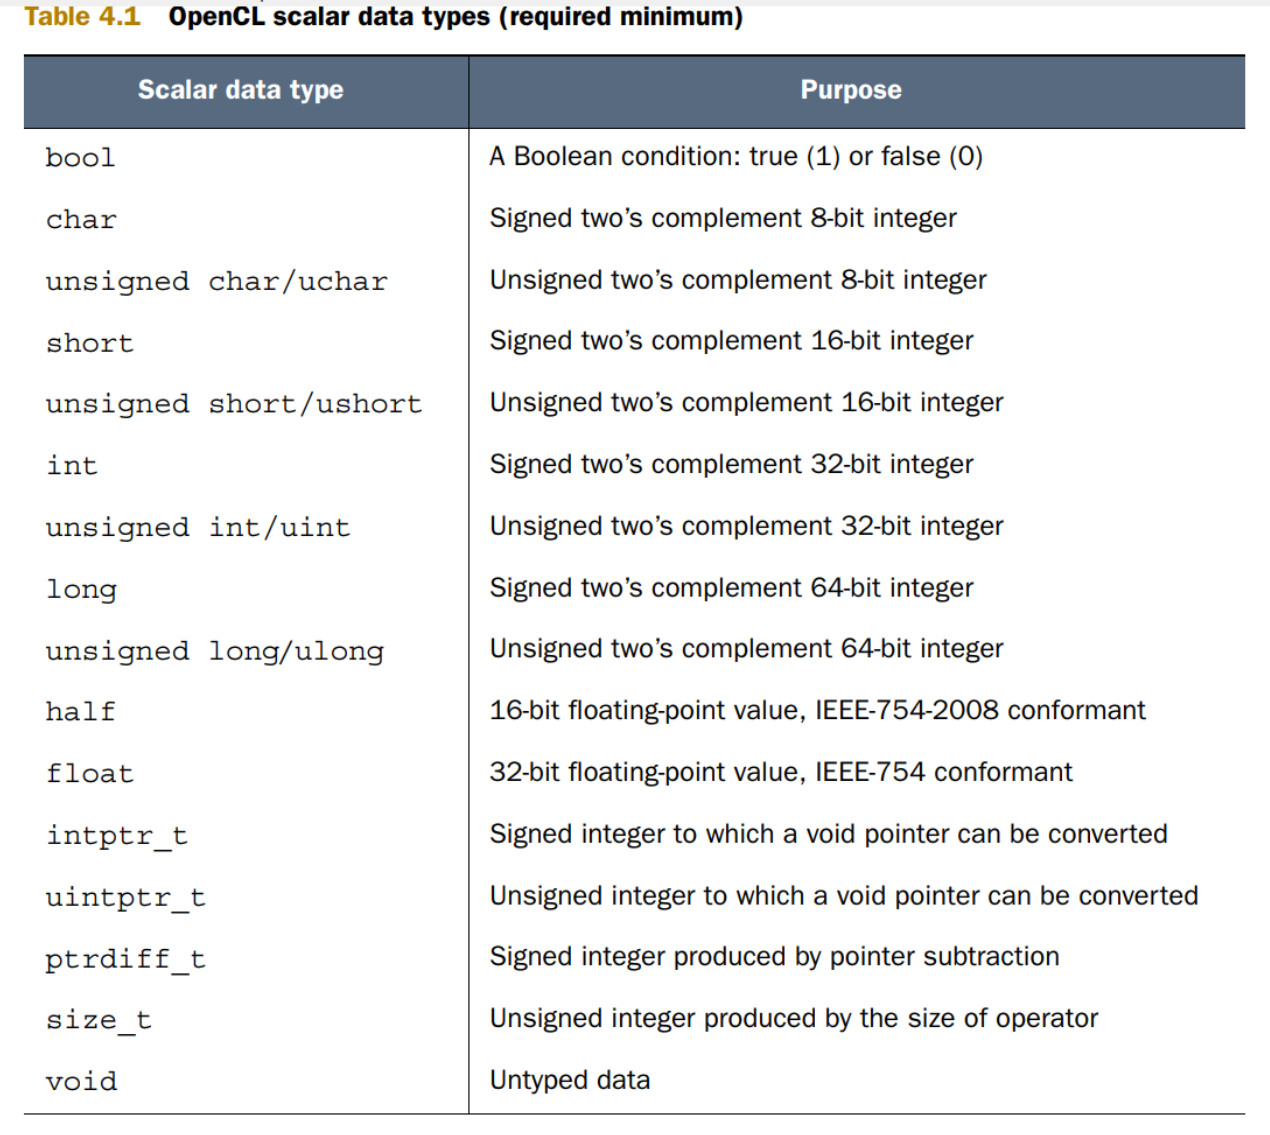 Table 4.1 OpenCL scalar data types (required minimum)
Scalar data type Purpose
bool A Boolean condition: true (1) or false (0)
char Signed two’s complement 8-bit integer
unsigned char/uchar Unsigned two’s complement 8-bit integer
short Signed two’s complement 16-bit integer
unsigned short/ushort Unsigned two’s complement 16-bit integer
int Signed two’s complement 32-bit integer
unsigned int/uint Unsigned two’s complement 32-bit integer
long Signed two’s complement 64-bit integer
unsigned long/ulong Unsigned two’s complement 64-bit integer
half 16-bit floating-point value, IEEE-754-2008 conformant
float 32-bit floating-point value, IEEE-754 conformant
intptr_t Signed integer to which a void pointer can be converted
uintptr_t Unsigned integer to which a void pointer can be converted
ptrdiff_t Signed integer produced by pointer subtraction
size_t Unsigned integer produced by the size of operator
void Untyped data